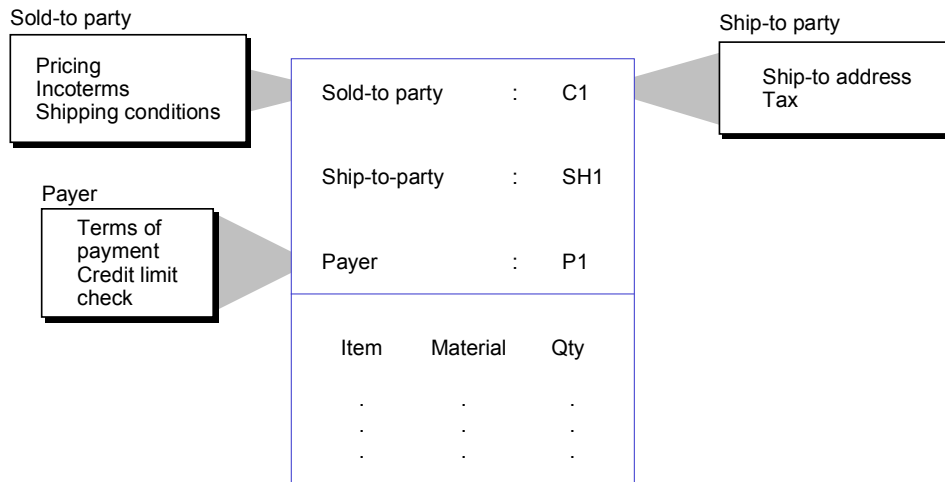 Sold-to party
Pricing
Incoterms
Shipping conditions
Ship-to party
Ship-to address
Tax
Payer
Terms of
payment
Credit limit
check
Sold-to party : C1
Ship-to-party : SH1
Payer : P1
Item Material Qty
. . .
. . .
. . .